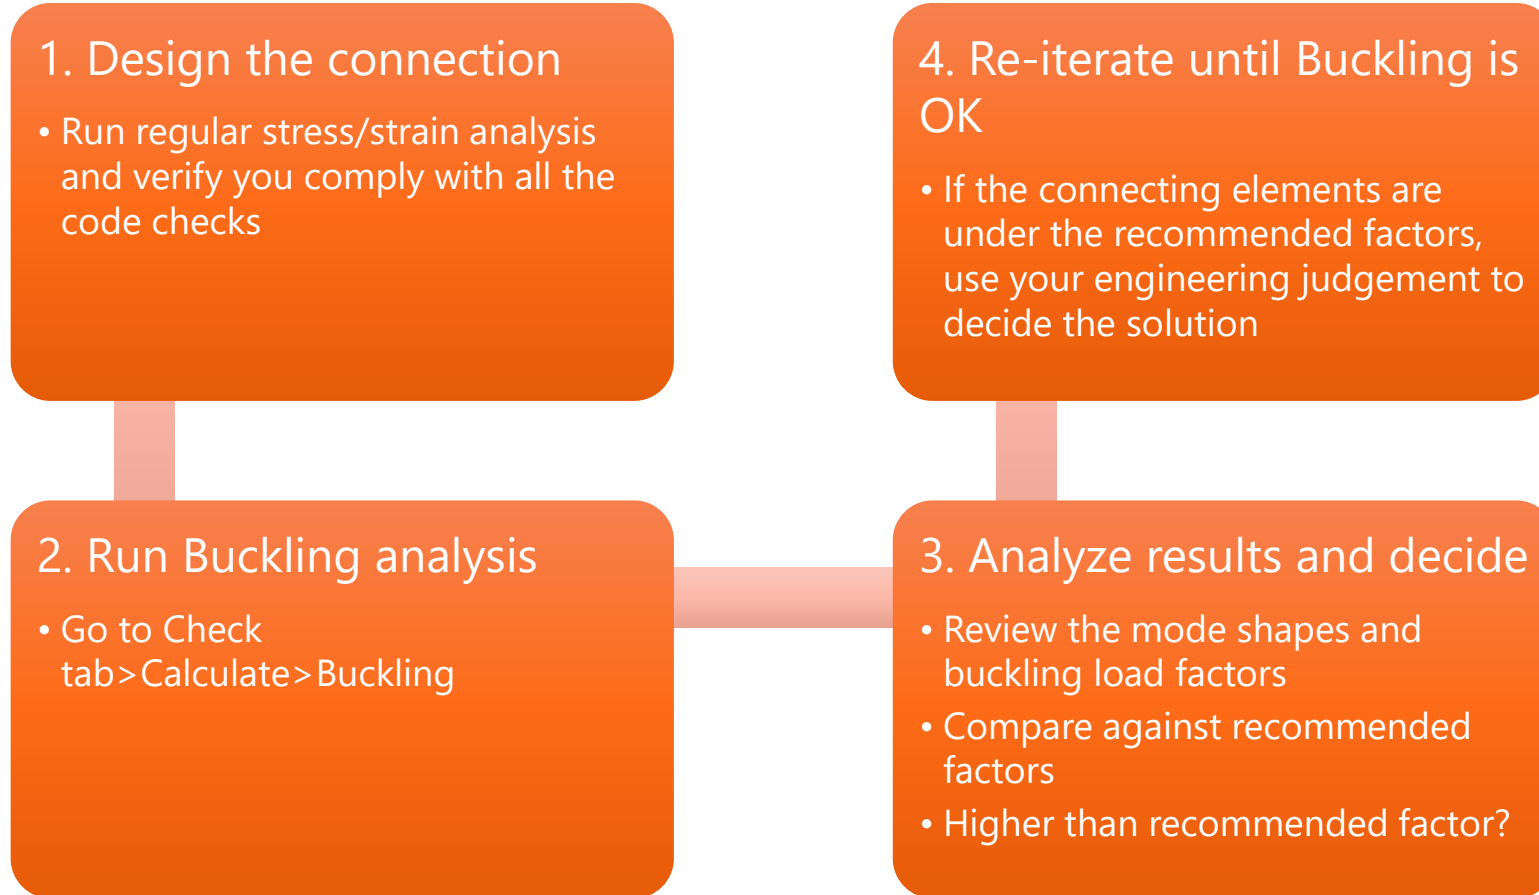 1. Design the connection
• Run regular stress/strain analysis
and verify you comply with all the
code checks
2. Run Buckling analysis
• Go to Check
tab>Calculate>Buckling
3. Analyze results and decide
• Review the mode shapes and
buckling load factors
• Compare against recommended
factors
• Higher than recommended factor?
4. Re-iterate until Buckling is
OK
• If the connecting elements are
under the recommended factors,
use your engineering judgement to
decide the solution